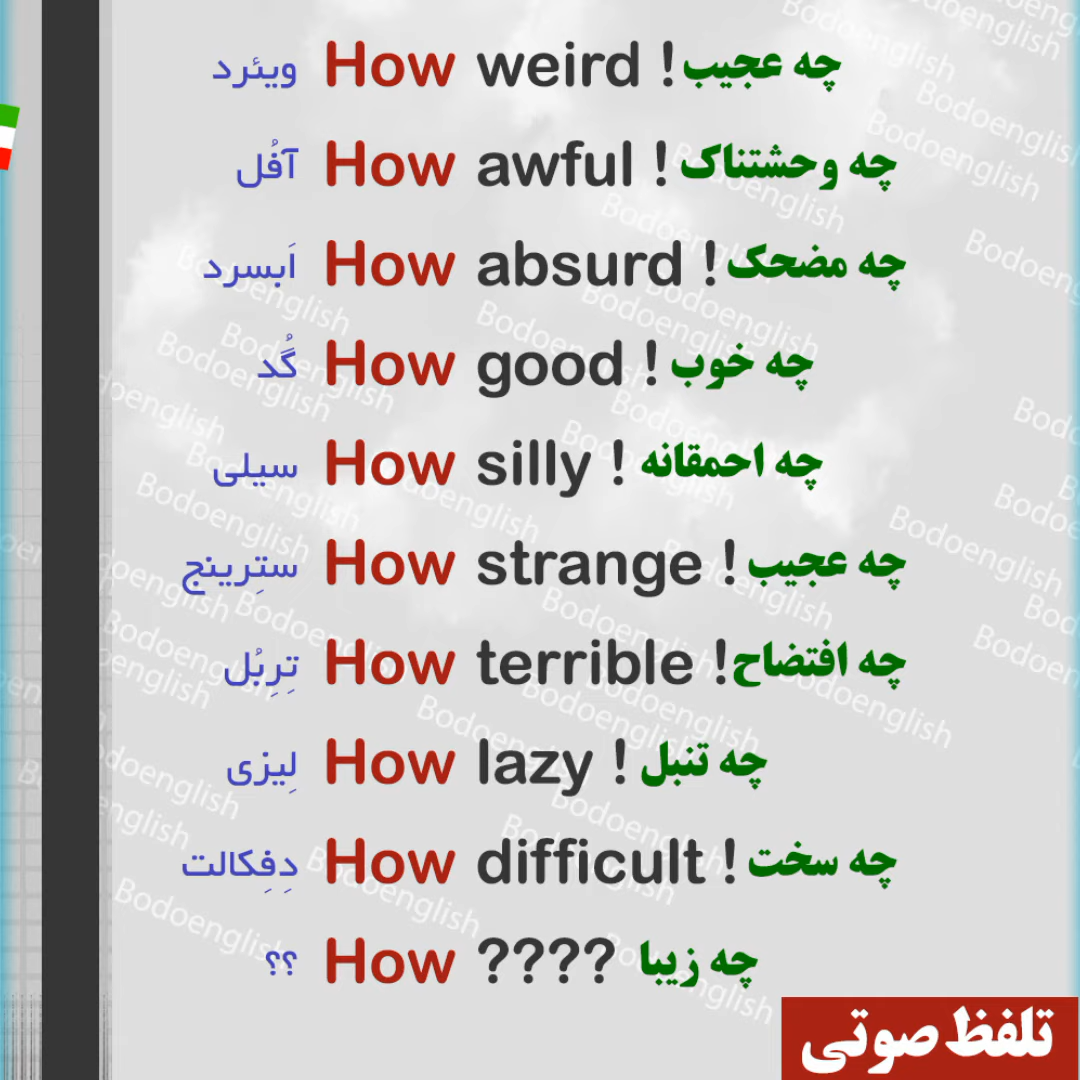 ویئرد How weird ! چه عجیب
آفُل How awful ! چه وحشتناک
اَبسرد How absurd ! چه مضحک
گُد How good ! چه خوب
سیلی How silly ! چه احمقانه
ستِرینج How strange ! چه عجیب
تِرِبُل How terrible ! چه افتضاح
لِیزی How lazy ! چه تنبل
دِفِکالت How difficult ! چه سخت
؟؟ How ???? چه زیبا
تلفظ صوتی
Bodoenglish